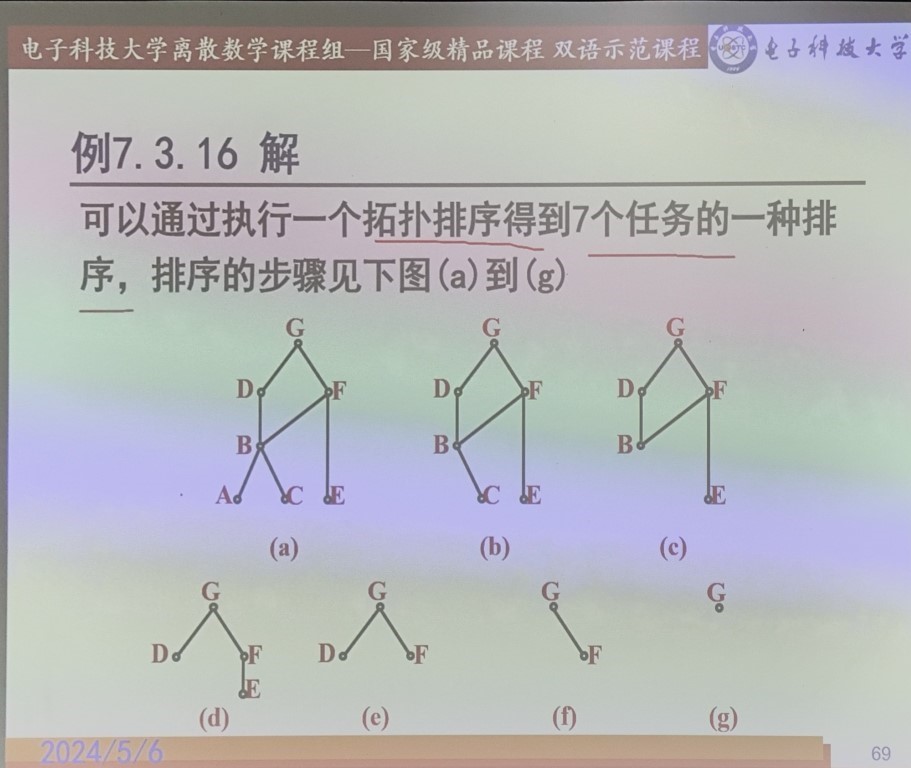 电子科技大学离散数学课程组—国家级精品课程 双语示范课程
电子科技大学
例7.3.16 解
可以通过执行一个拓扑排序得到7个任务的一种排
序，排序的步骤见下图(a)到(g)
G G G
D F D F D F
B B B
A C E C E E
(a) (b) (c)
G G G G
D F D F F
E
(d) (e) (f) (g)
2024/5/6
69